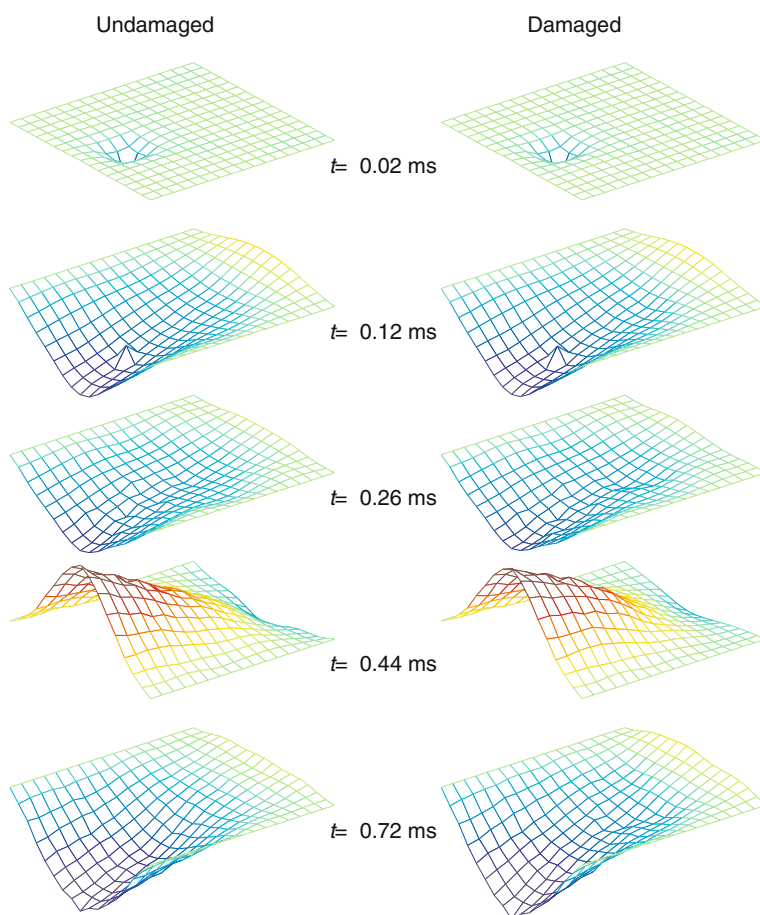 Undamaged Damaged
t= 0.02 ms
t= 0.12 ms
t= 0.26 ms
t= 0.44 ms
t= 0.72 ms